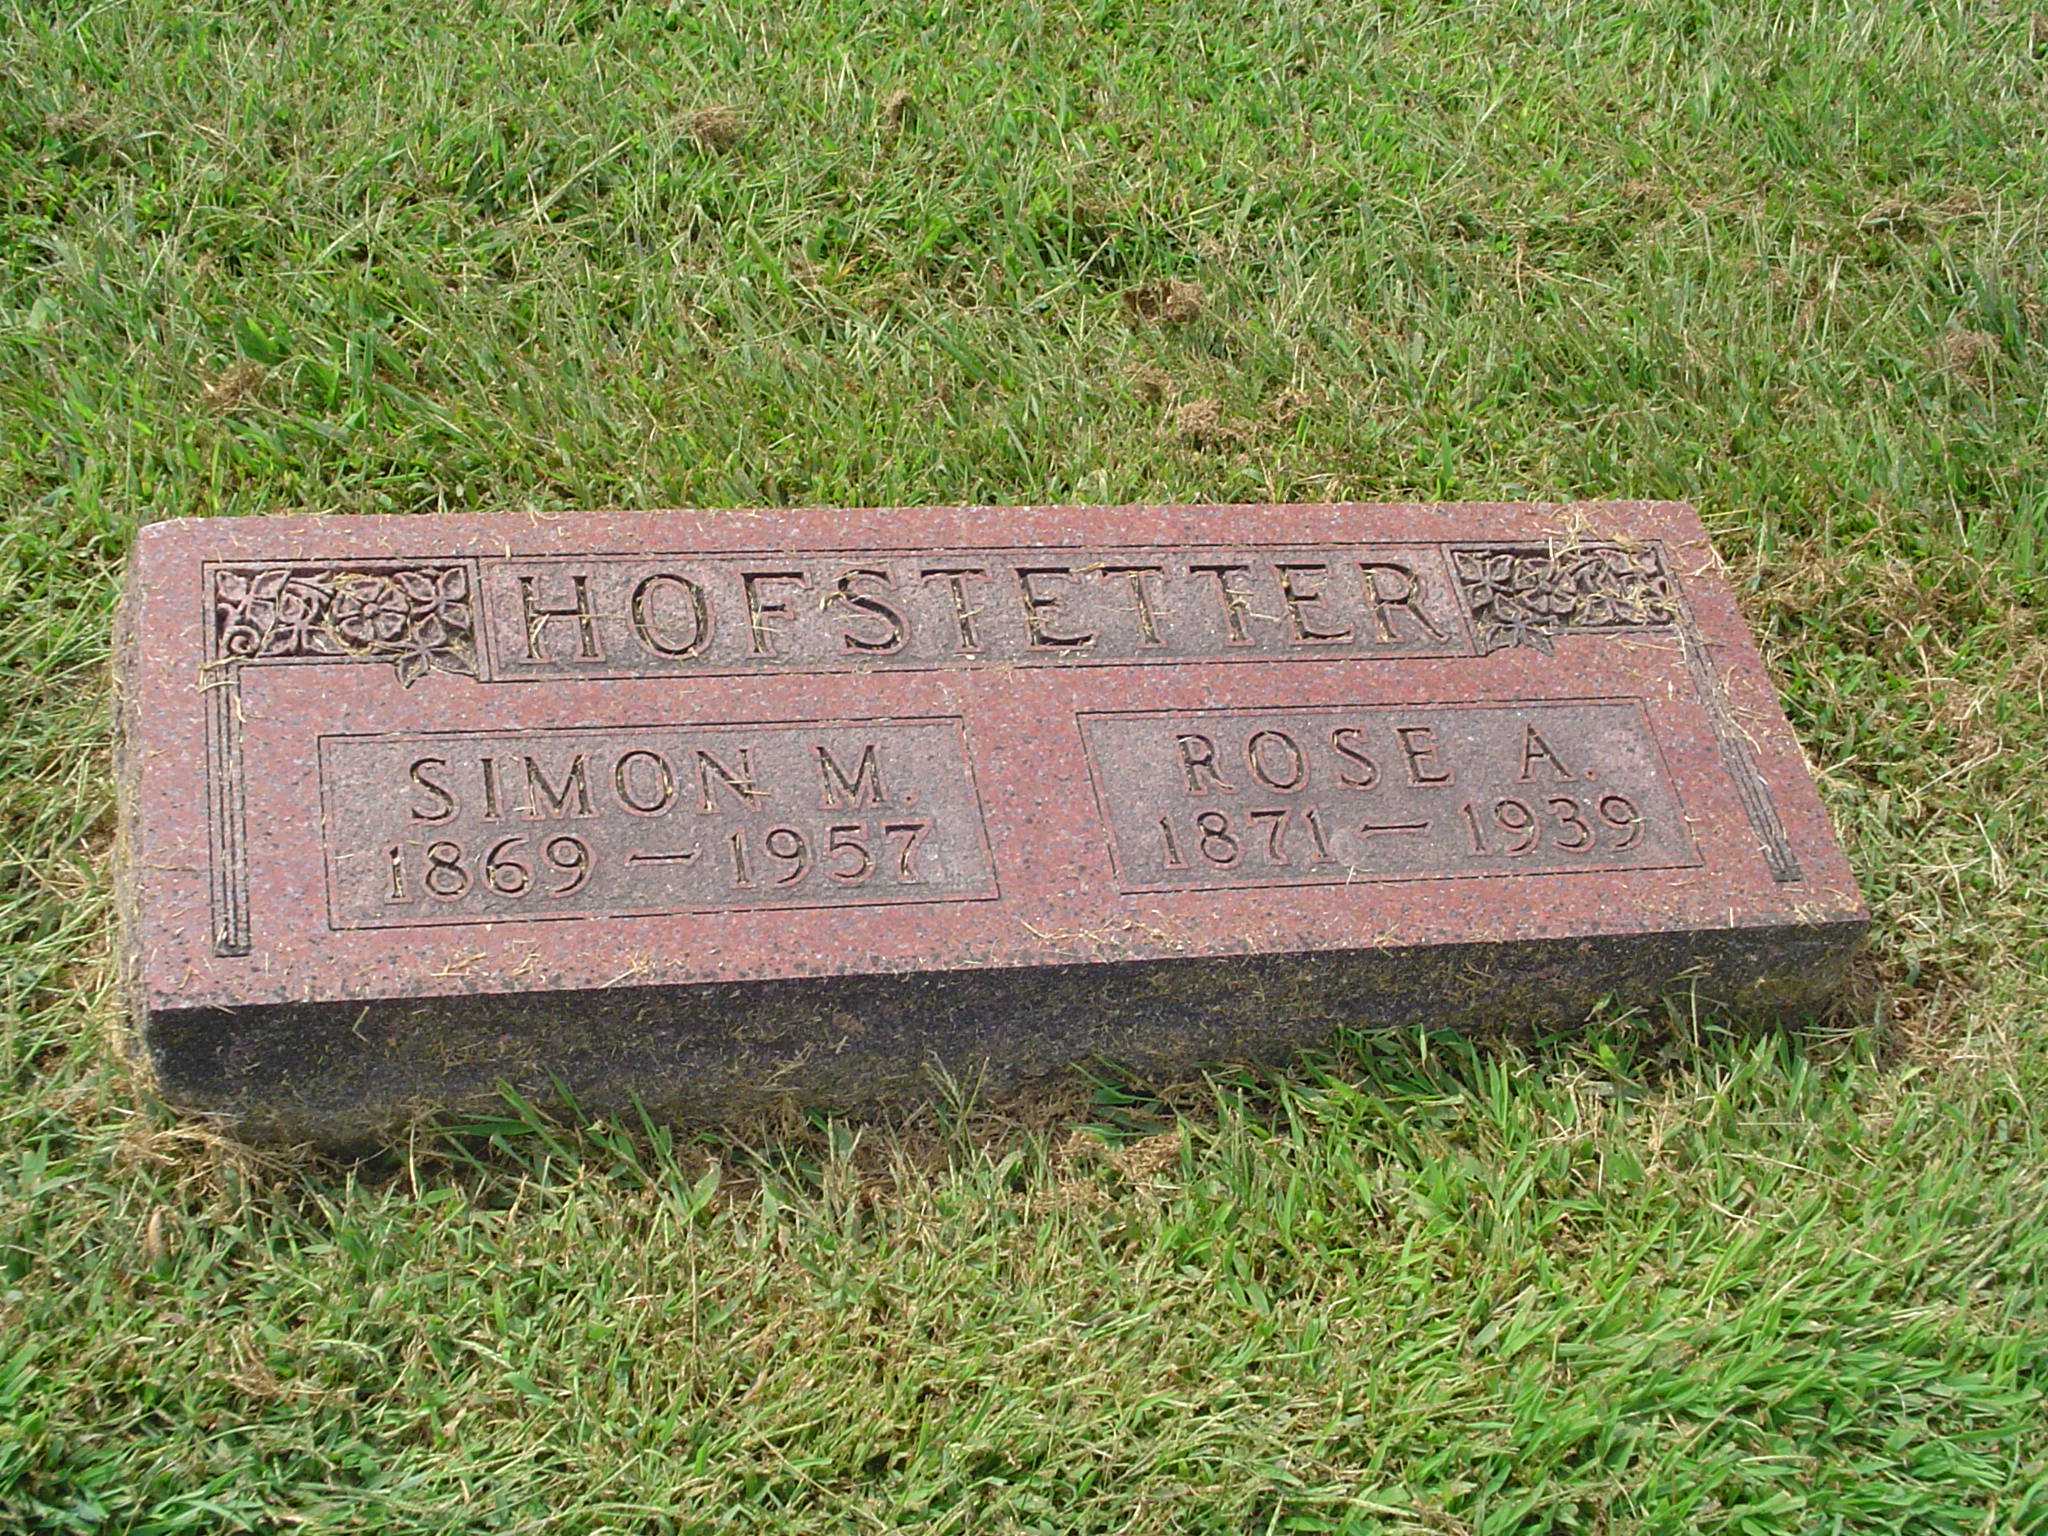 HOFSTETTER
SIMON M.
1869 — 1957
ROSE A.
1871 — 1939